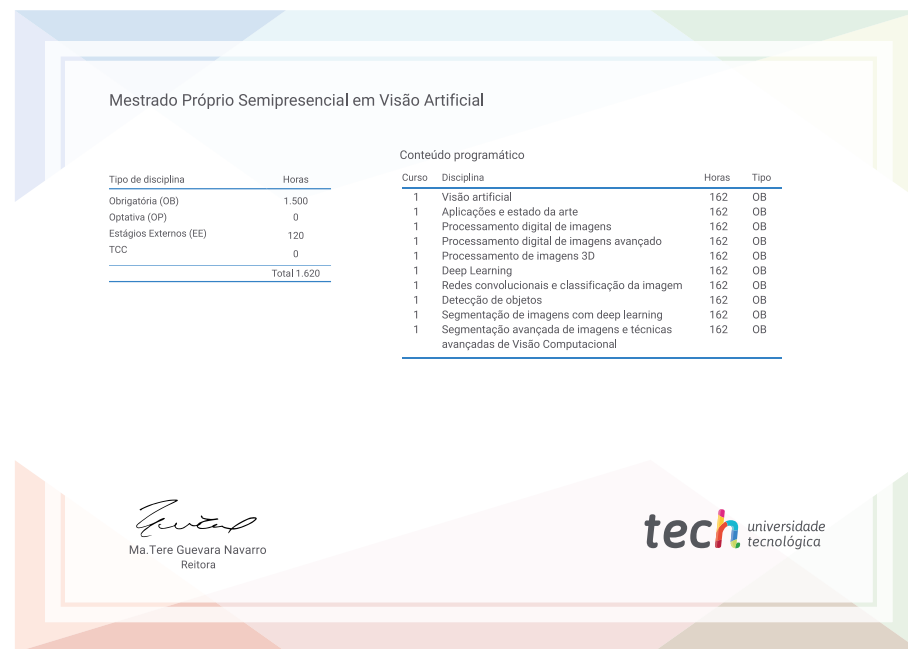 Mestrado Próprio Semipresencial em Visão Artificial
Tipo de disciplina Horas
Obrigatória (OB) 1.500
Optativa (OP) 0
Estágios Externos (EE) 120
TCC 0
Total 1.620
Conteúdo programático
Curso Disciplina Horas Tipo
1 Visão artificial 162 OB
1 Aplicações e estado da arte 162 OB
1 Processamento digital de imagens 162 OB
1 Processamento digital de imagens avançado 162 OB
1 Processamento de imagens 3D 162 OB
1 Deep Learning 162 OB
1 Redes convolucionais e classificação da imagem 162 OB
1 Detecção de objetos 162 OB
1 Segmentação de imagens com deep learning 162 OB
1 Segmentação avançada de imagens e técnicas 162 OB
avançadas de Visão Computacional
Ma.Tere Guevara Navarro
Reitora
tech universidade
tecnológica